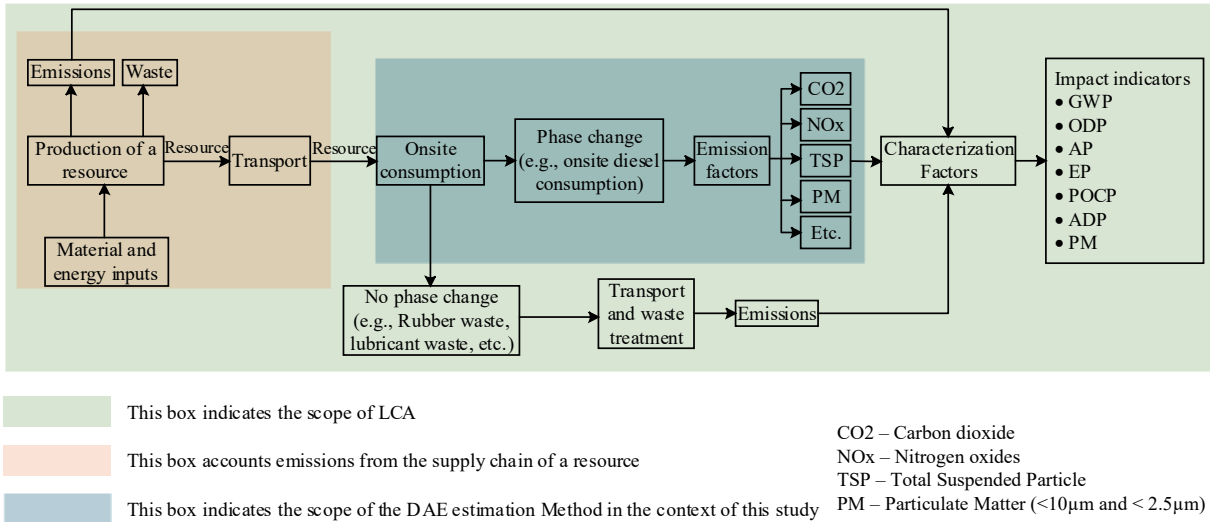 Emissions
Waste
Production of a
resource
Resource
Transport
Resource
Material and
energy inputs
Onsite
consumption
Phase change
(e.g., onsite diesel
consumption)
Emission
factors
CO2
NOx
TSP
PM
Etc.
Characterization
Factors
Impact indicators
• GWP
• ODP
• AP
• EP
• POCP
• ADP
• PM
No phase change
(e.g., Rubber waste,
lubricant waste, etc.)
Transport
and waste
treatment
Emissions
This box indicates the scope of LCA
This box accounts emissions from the supply chain of a resource
This box indicates the scope of the DAE estimation Method in the context of this study
CO2 – Carbon dioxide
NOx – Nitrogen oxides
TSP – Total Suspended Particle
PM – Particulate Matter (<10µm and < 2.5µm)